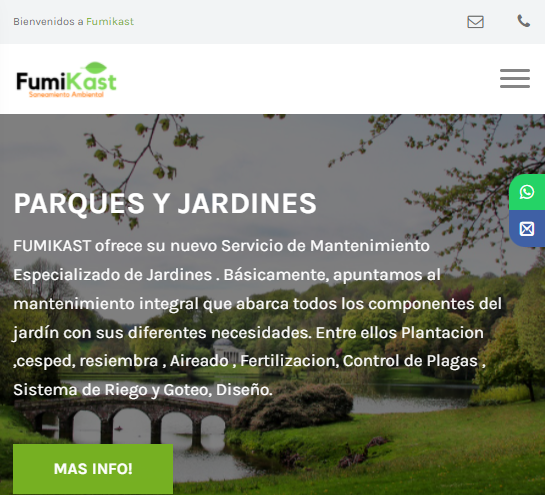 Bienvenidos a Fumikast
FumiKast
Saneamiento Ambiental
PARQUES Y JARDINES
FUMIKAST ofrece su nuevo Servicio de Mantenimiento
Especializado de Jardines . Básicamente, apuntamos al
mantenimiento integral que abarca todos los componentes del
jardín con sus diferentes necesidades. Entre ellos Plantacion
,cesped, resiembra , Aireado , Fertilizacion, Control de Plagas ,
Sistema de Riego y Goteo, Diseño.
MAS INFO!